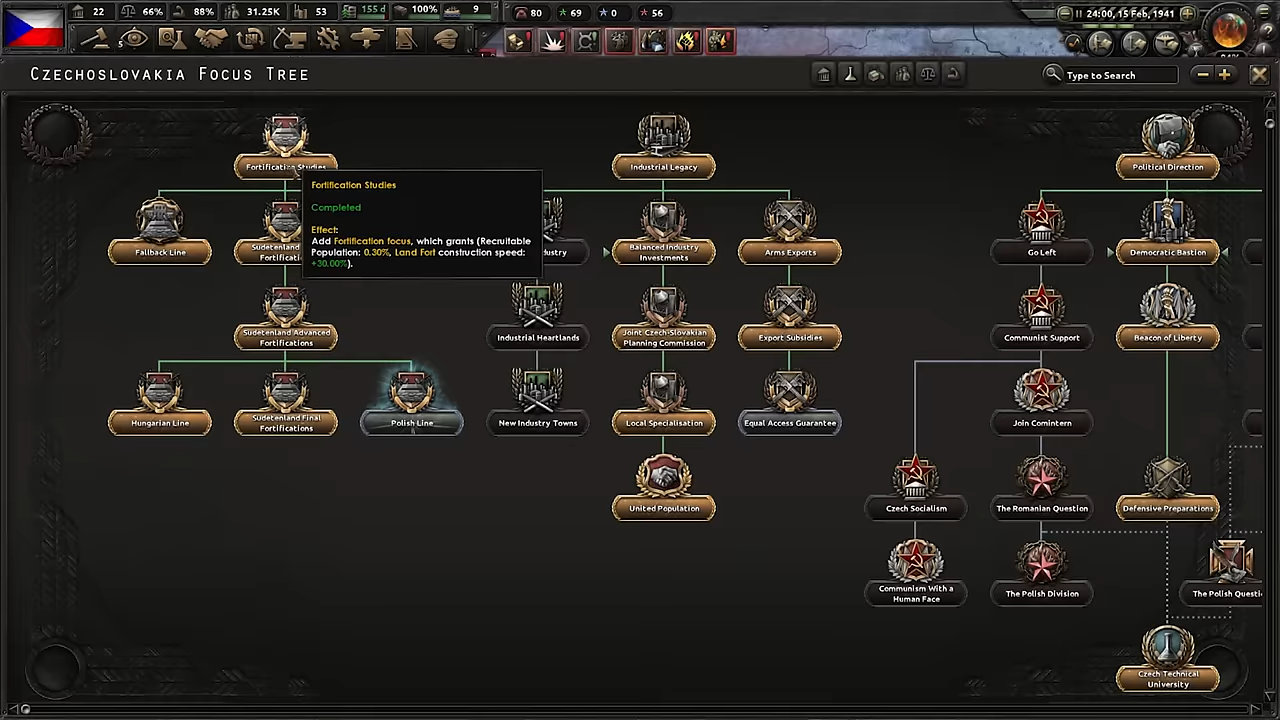 22 66% 88% 31.25K 53 155 d 100% 9 80 69 0 56 24:00, 15 Feb, 1941
Czechoslovakia Focus Tree
Type to Search
Fortification Studies
Industrial Legacy
Political Direction
Fortification Studies
Completed
Effect:
Add Fortification focus, which grants (Recruitable
Population: 0.30%, Land Fort construction speed:
+30.00%).
Fallback Line
Balanced Industry
Investments
Arms Exports
Go Left
Democratic Bastion
Sudetenland Advanced
Fortifications
Industrial Heartlands
Joint Czech-Slovakian
Planning Commission
Export Subsidies
Communist Support
Beacon of Liberty
Hungarian Line
Sudetenland Final
Fortifications
Polish Line
New Industry Towns
Local Specialisation
Equal Access Guarantee
Join Comintern
United Population
Czech Socialism
The Romanian Question
Defensive Preparations
Communism With a
Human Face
The Polish Division
The Polish Questi
Czech Technical
University